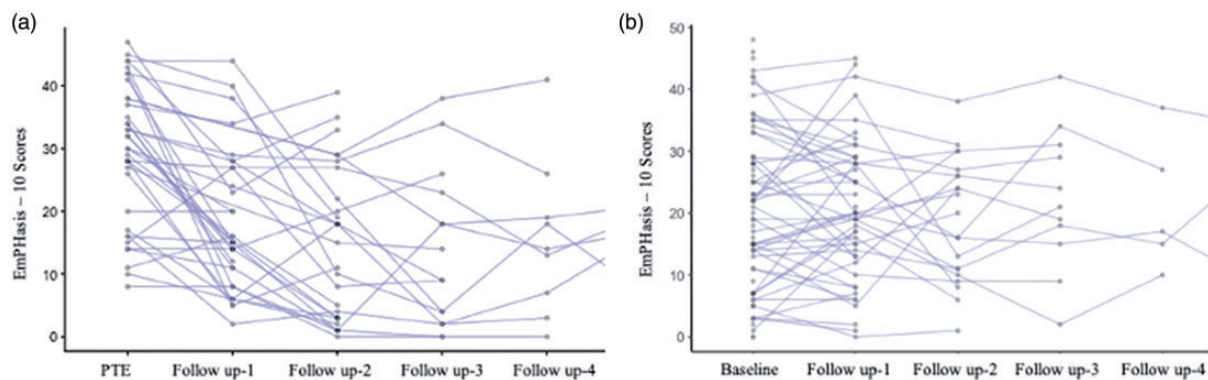 (a)
EmPHasis – 10 Scores
40
30
20
10
0
PTE Follow up-1 Follow up-2 Follow up-3 Follow up-4
(b)
EmPHasis – 10 Scores
50
40
30
20
10
0
Baseline Follow up-1 Follow up-2 Follow up-3 Follow up-4